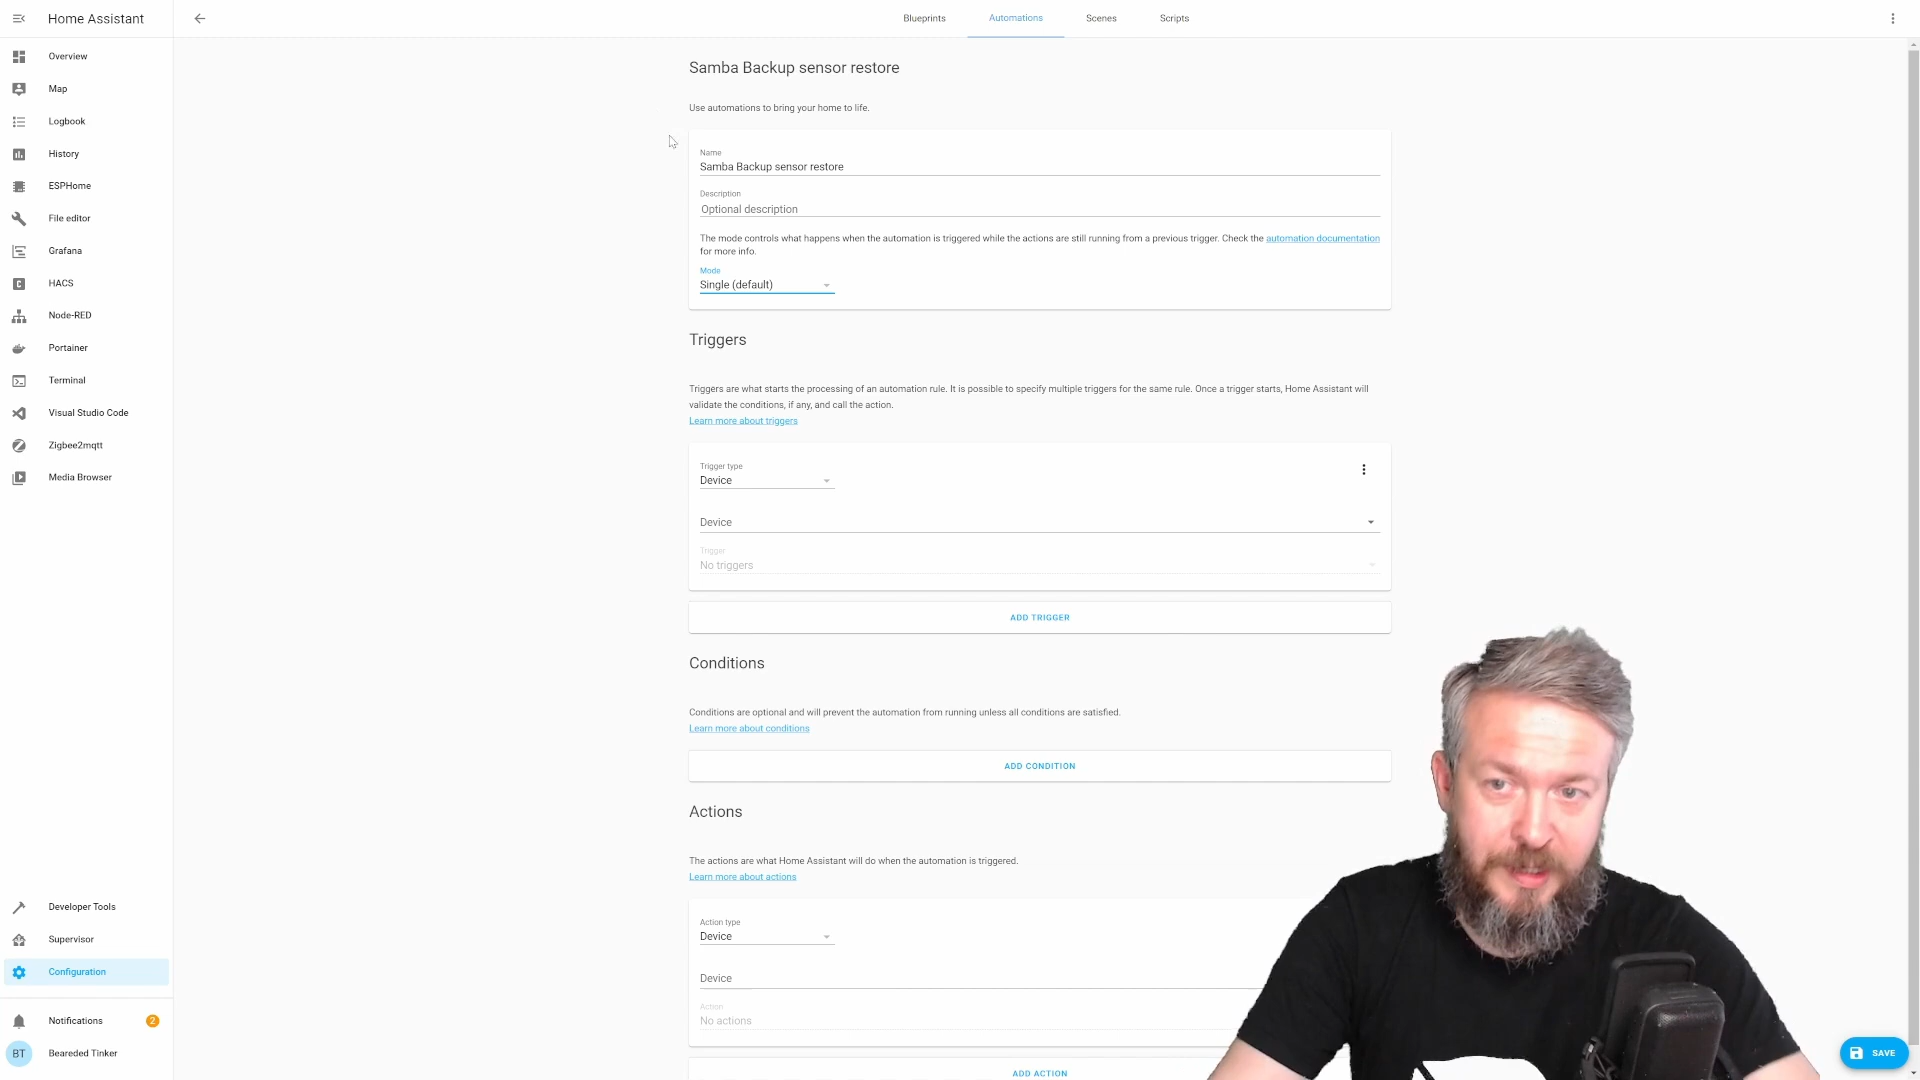 Home Assistant
Blueprints
Automations
Scenes
Scripts
Overview
Map
Logbook
History
ESPHome
File editor
Grafana
HACS
Node-RED
Portainer
Terminal
Visual Studio Code
Zigbee2mqtt
Media Browser
Developer Tools
Supervisor
Configuration
Notifications
2
BT
Beareded Tinker
Samba Backup sensor restore
Use automations to bring your home to life.
Name
Samba Backup sensor restore
Description
Optional description
The mode controls what happens when the automation is triggered while the actions are still running from a previous trigger. Check the automation documentation
for more info.
Mode
Single (default)
Triggers
Triggers are what starts the processing of an automation rule. It is possible to specify multiple triggers for the same rule. Once a trigger starts, Home Assistant will
validate the conditions, if any, and call the action.
Learn more about triggers
Trigger type
Device
Device
Trigger
No triggers
ADD TRIGGER
Conditions
Conditions are optional and will prevent the automation from running unless all conditions are satisfied.
Learn more about conditions
ADD CONDITION
Actions
The actions are what Home Assistant will do when the automation is triggered.
Learn more about actions
Action type
Device
Device
Action
No actions
ADD ACTION
SAVE